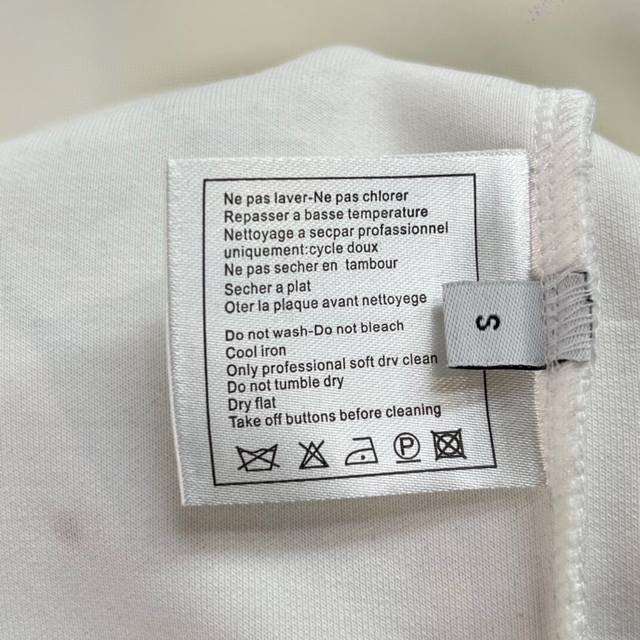 Ne pas laver-Ne pas chlorer
Repasser a basse temperature
Nettoyage a secpar profassionnel
uniquement:cycle doux
Ne pas secher en tambour
Secher a plat
Oter la plaque avant nettoyege
Do not wash-Do not bleach
Cool iron
Only professional soft drv clean
Do not tumble dry
Dry flat
Take off buttons before cleaning
P
S